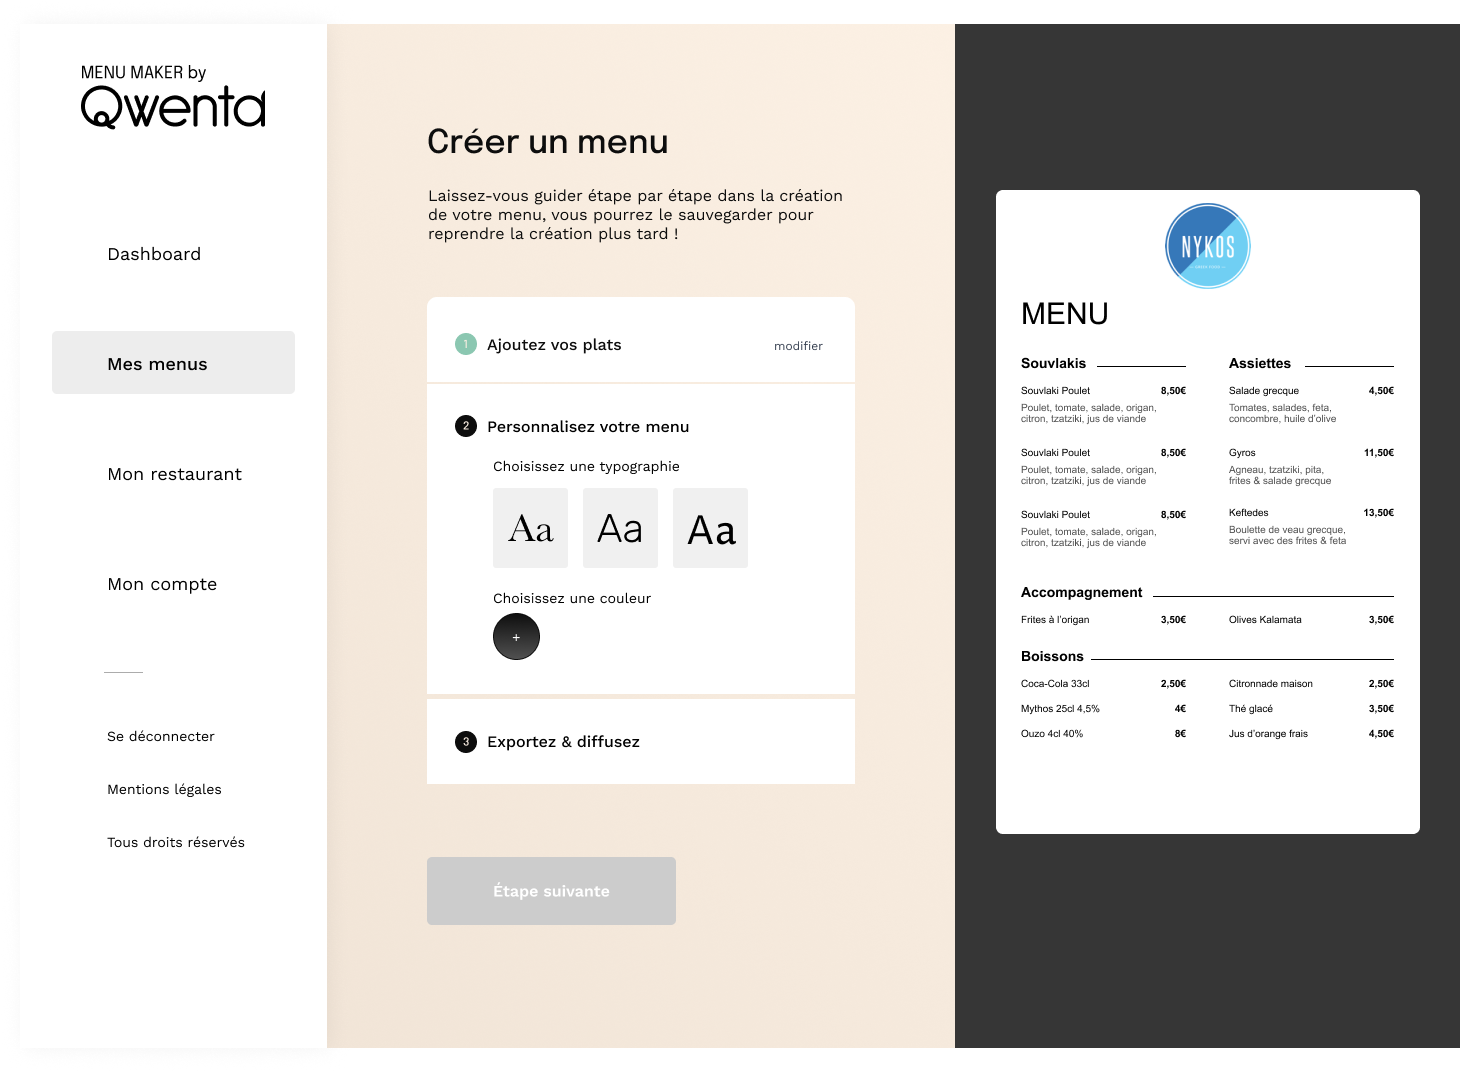 MENU MAKER by
Qwenta
Dashboard
Mes menus
Mon restaurant
Mon compte
Se déconnecter
Mentions légales
Tous droits réservés
Créer un menu
Laissez-vous guider étape par étape dans la création
de votre menu, vous pourrez le sauvegarder pour
reprendre la création plus tard !
1 Ajoutez vos plats modifier
2 Personnalisez votre menu
Choisissez une typographie
Aa Aa Aa
Choisissez une couleur
+
3 Exportez & diffusez
Étape suivante
NYKOS
MENU
Souvlakis
Souvlaki Poulet 8,50€
Poulet, tomate, salade, origan,
citron, tzatziki, jus de viande
Souvlaki Poulet 8,50€
Poulet, tomate, salade, origan,
citron, tzatziki, jus de viande
Souvlaki Poulet 8,50€
Poulet, tomate, salade, origan,
citron, tzatziki, jus de viande
Assiettes
Salade grecque 4,50€
Tomates, salades, feta,
concombre, huile d'olive
Gyros 11,50€
Agneau, tzatziki, pita,
frites & salade grecque
Keftedes 13,50€
Boulette de veau grecque,
servi avec des frites & feta
Accompagnement
Frites à l'origan 3,50€ Olives Kalamata 3,50€
Boissons
Coca-Cola 33cl 2,50€ Citronnade maison 2,50€
Mythos 25cl 4,5% 4€ Thé glacé 3,50€
Ouzo 4cl 40% 8€ Jus d'orange frais 4,50€